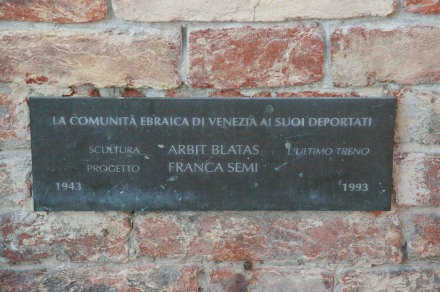 LA COMUNITÀ EBRAICA DI VENEZIA AI SUOI DEPORTATI
SCULTURA ARBIT BLATAS L'ULTIMO TRENO
PROGETTO FRANCA SEMI
1943 1993